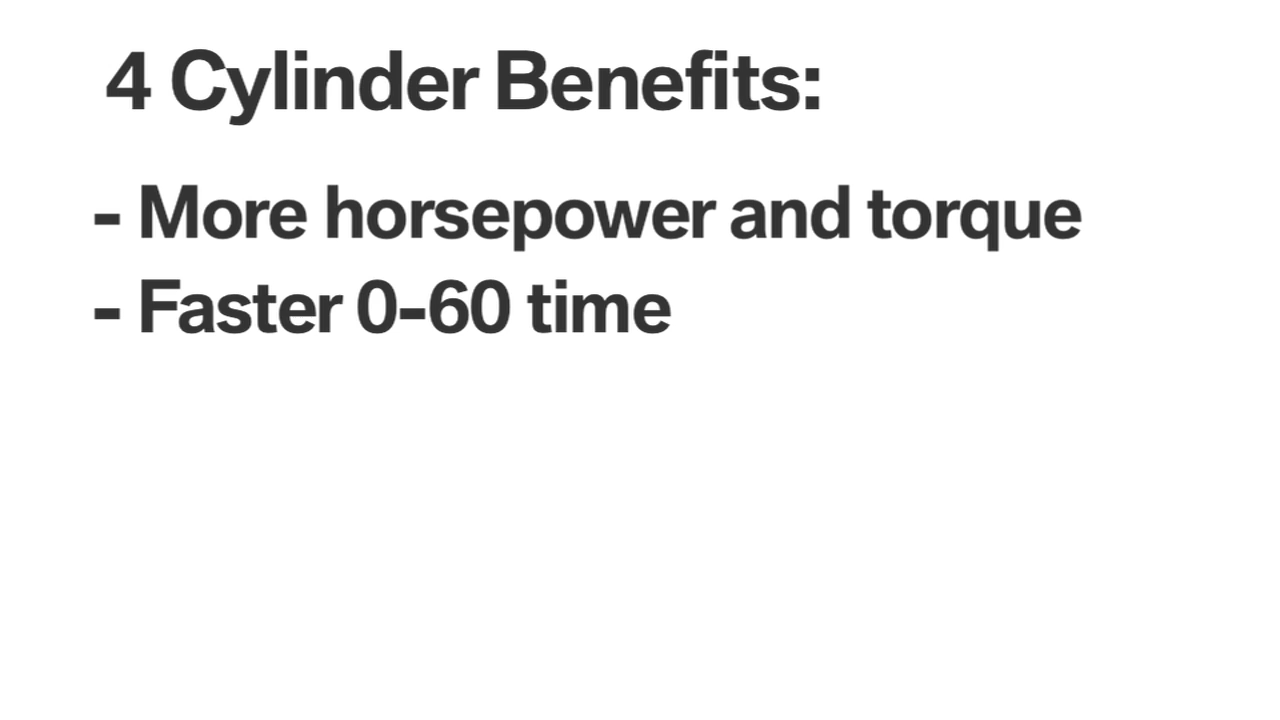 4 Cylinder Benefits:
- More horsepower and torque
- Faster 0-60 time